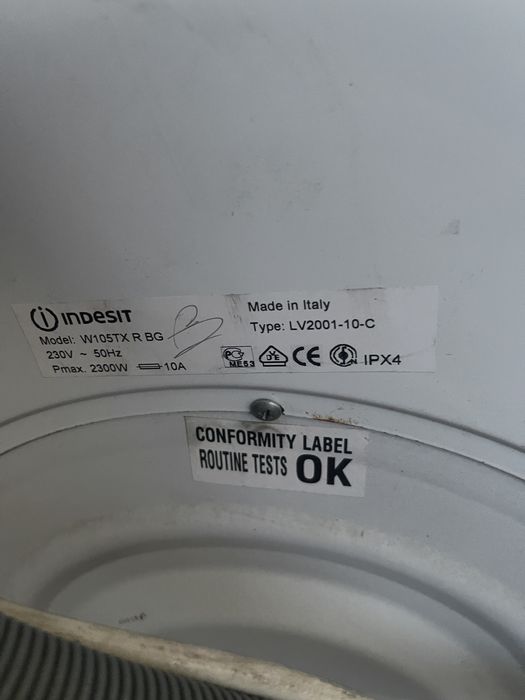 indesit
Model: W105TX R BG
230V ~ 50Hz
Pmax. 2300W 10A
Made in Italy
Type: LV2001-10-C
ME63 CE IPX4
CONFORMITY LABEL
ROUTINE TESTS OK